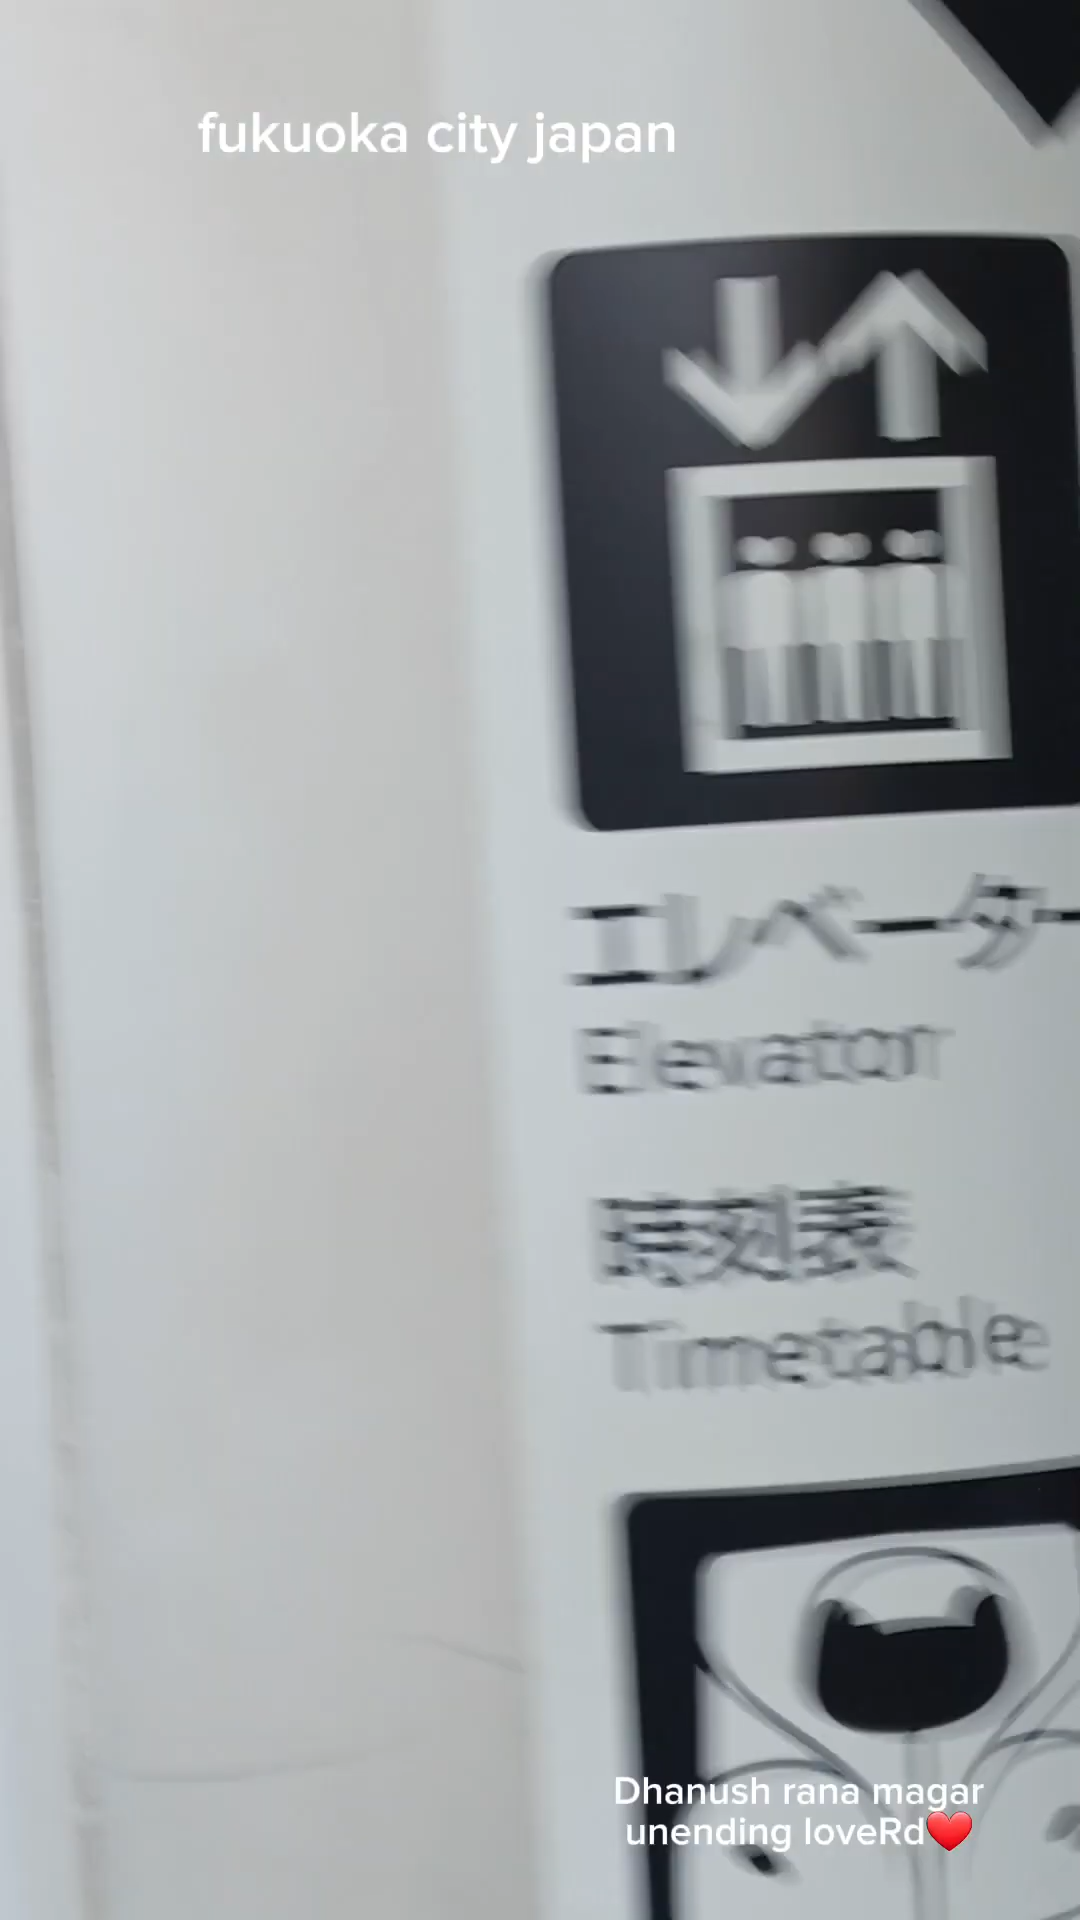 fukuoka city japan
エレベーター
Elevator
時刻表
Timetable
Dhanush rana magar
unending loveRd❤️